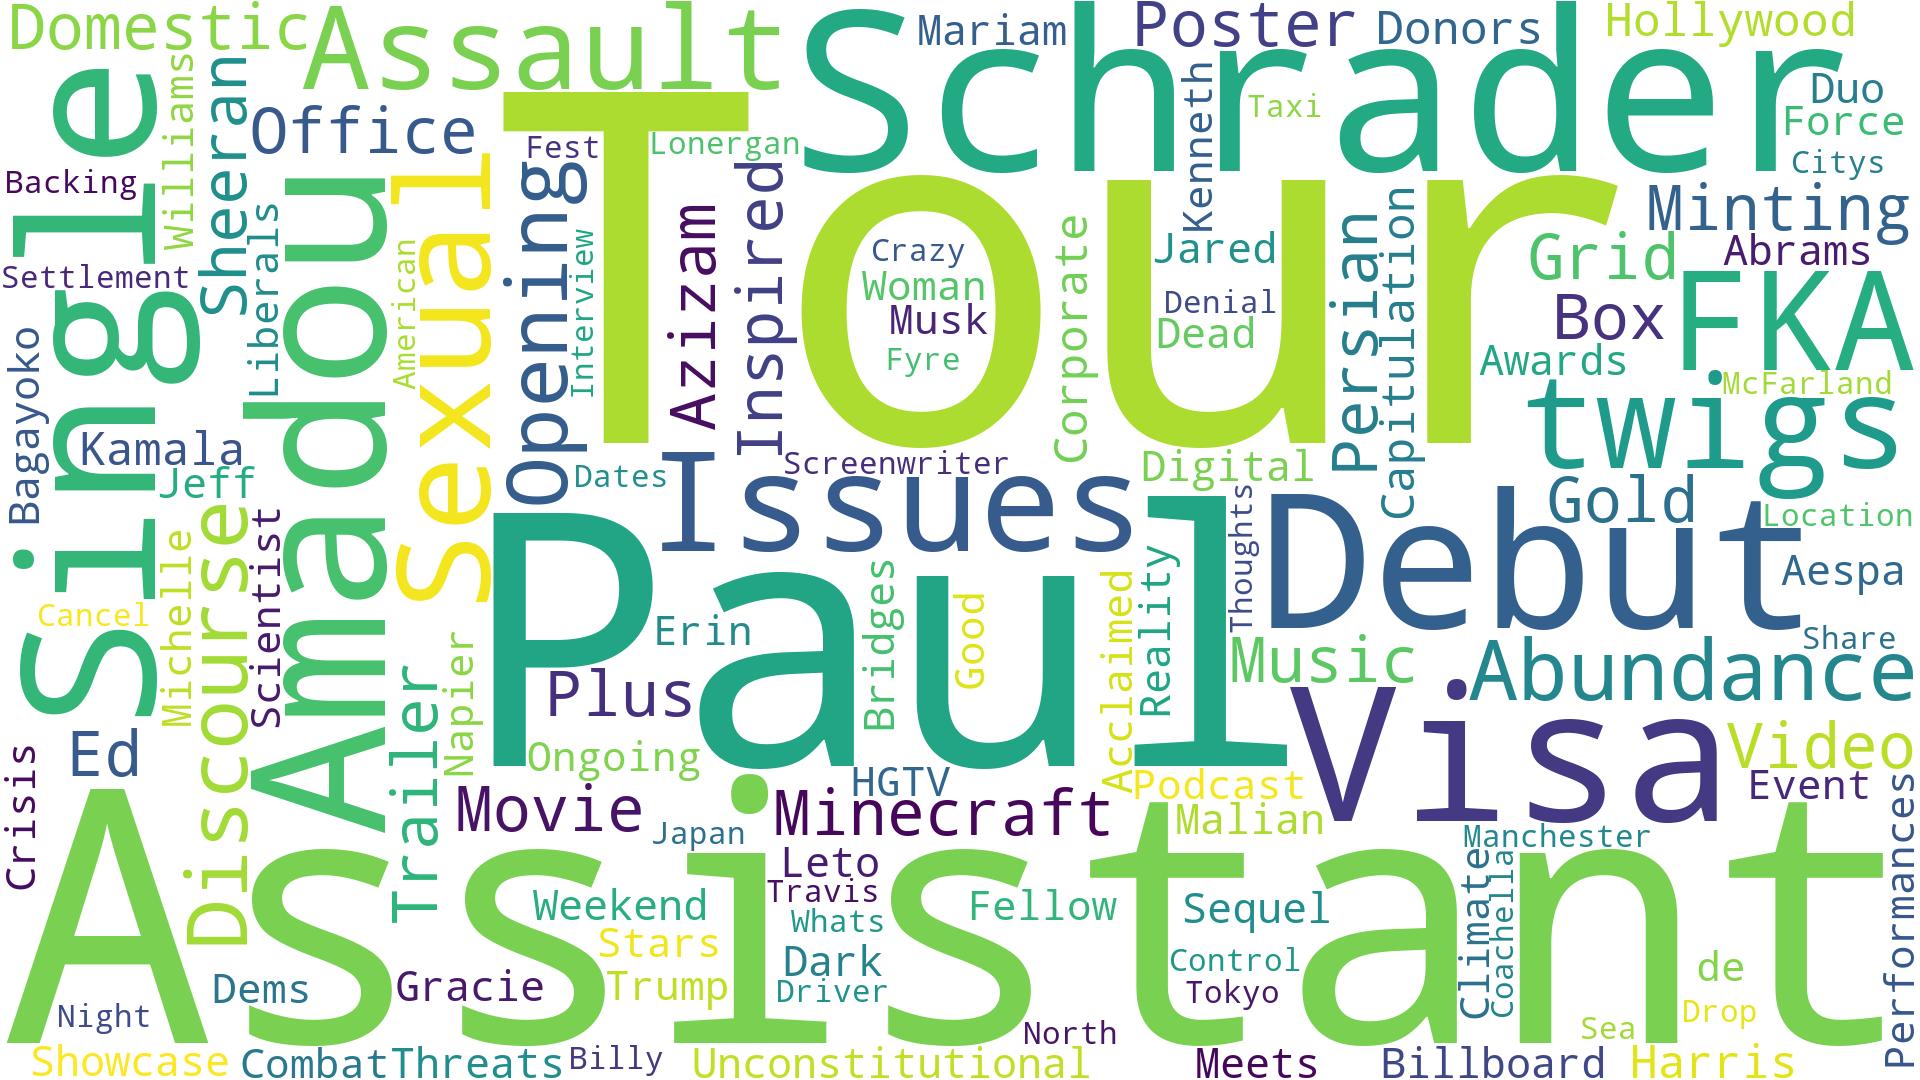 Domestic
Assault
Schrader
Mariam
Poster
Donors
Hollywood
Single
Williams
Sheeran
Office
Tour
Fest
Lonergan
Kenneth
Taxi
Duo
Force
Citys
Backing
Settlement
Liberals
Amadou
American
Sexual
Opening
Interview
Azizam
Inspired
Crazy
Woman
Musk
Fyre
Corporate
Jared
Denial
Dead
Persian
Capitulation
Minting
Abrams
Grid
Box
FKA
Awards
McFarland
twigs
Bagayoko
Kamala
Jeff
Dates
Issues
Screenwriter
Digital
Thoughts
Debut
Gold
Location
Aespa
Cancel
Michelle
Discourse
Scientist
Paul
Erin
Bridges
Good
Acclaimed
Reality
Music
Share
Abundance
Ed
Trailer
Napier
Plus
Ongoing
Visa
Video
Crisis
Movie
Japan
HGTV
Minecraft
Podcast
Malian
Event
Manchester
Performances
Assistant
Leto
Travis
Whats
Weekend
Stars
Fellow
Sequel
Climate
Coachella
Dems
Gracie
Trump
Dark
Driver
Control
Tokyo
de
Drop
Sea
Night
North
Showcase
Combat
Threats
Billy
Unconstitutional
Meets
Billboard
Harris